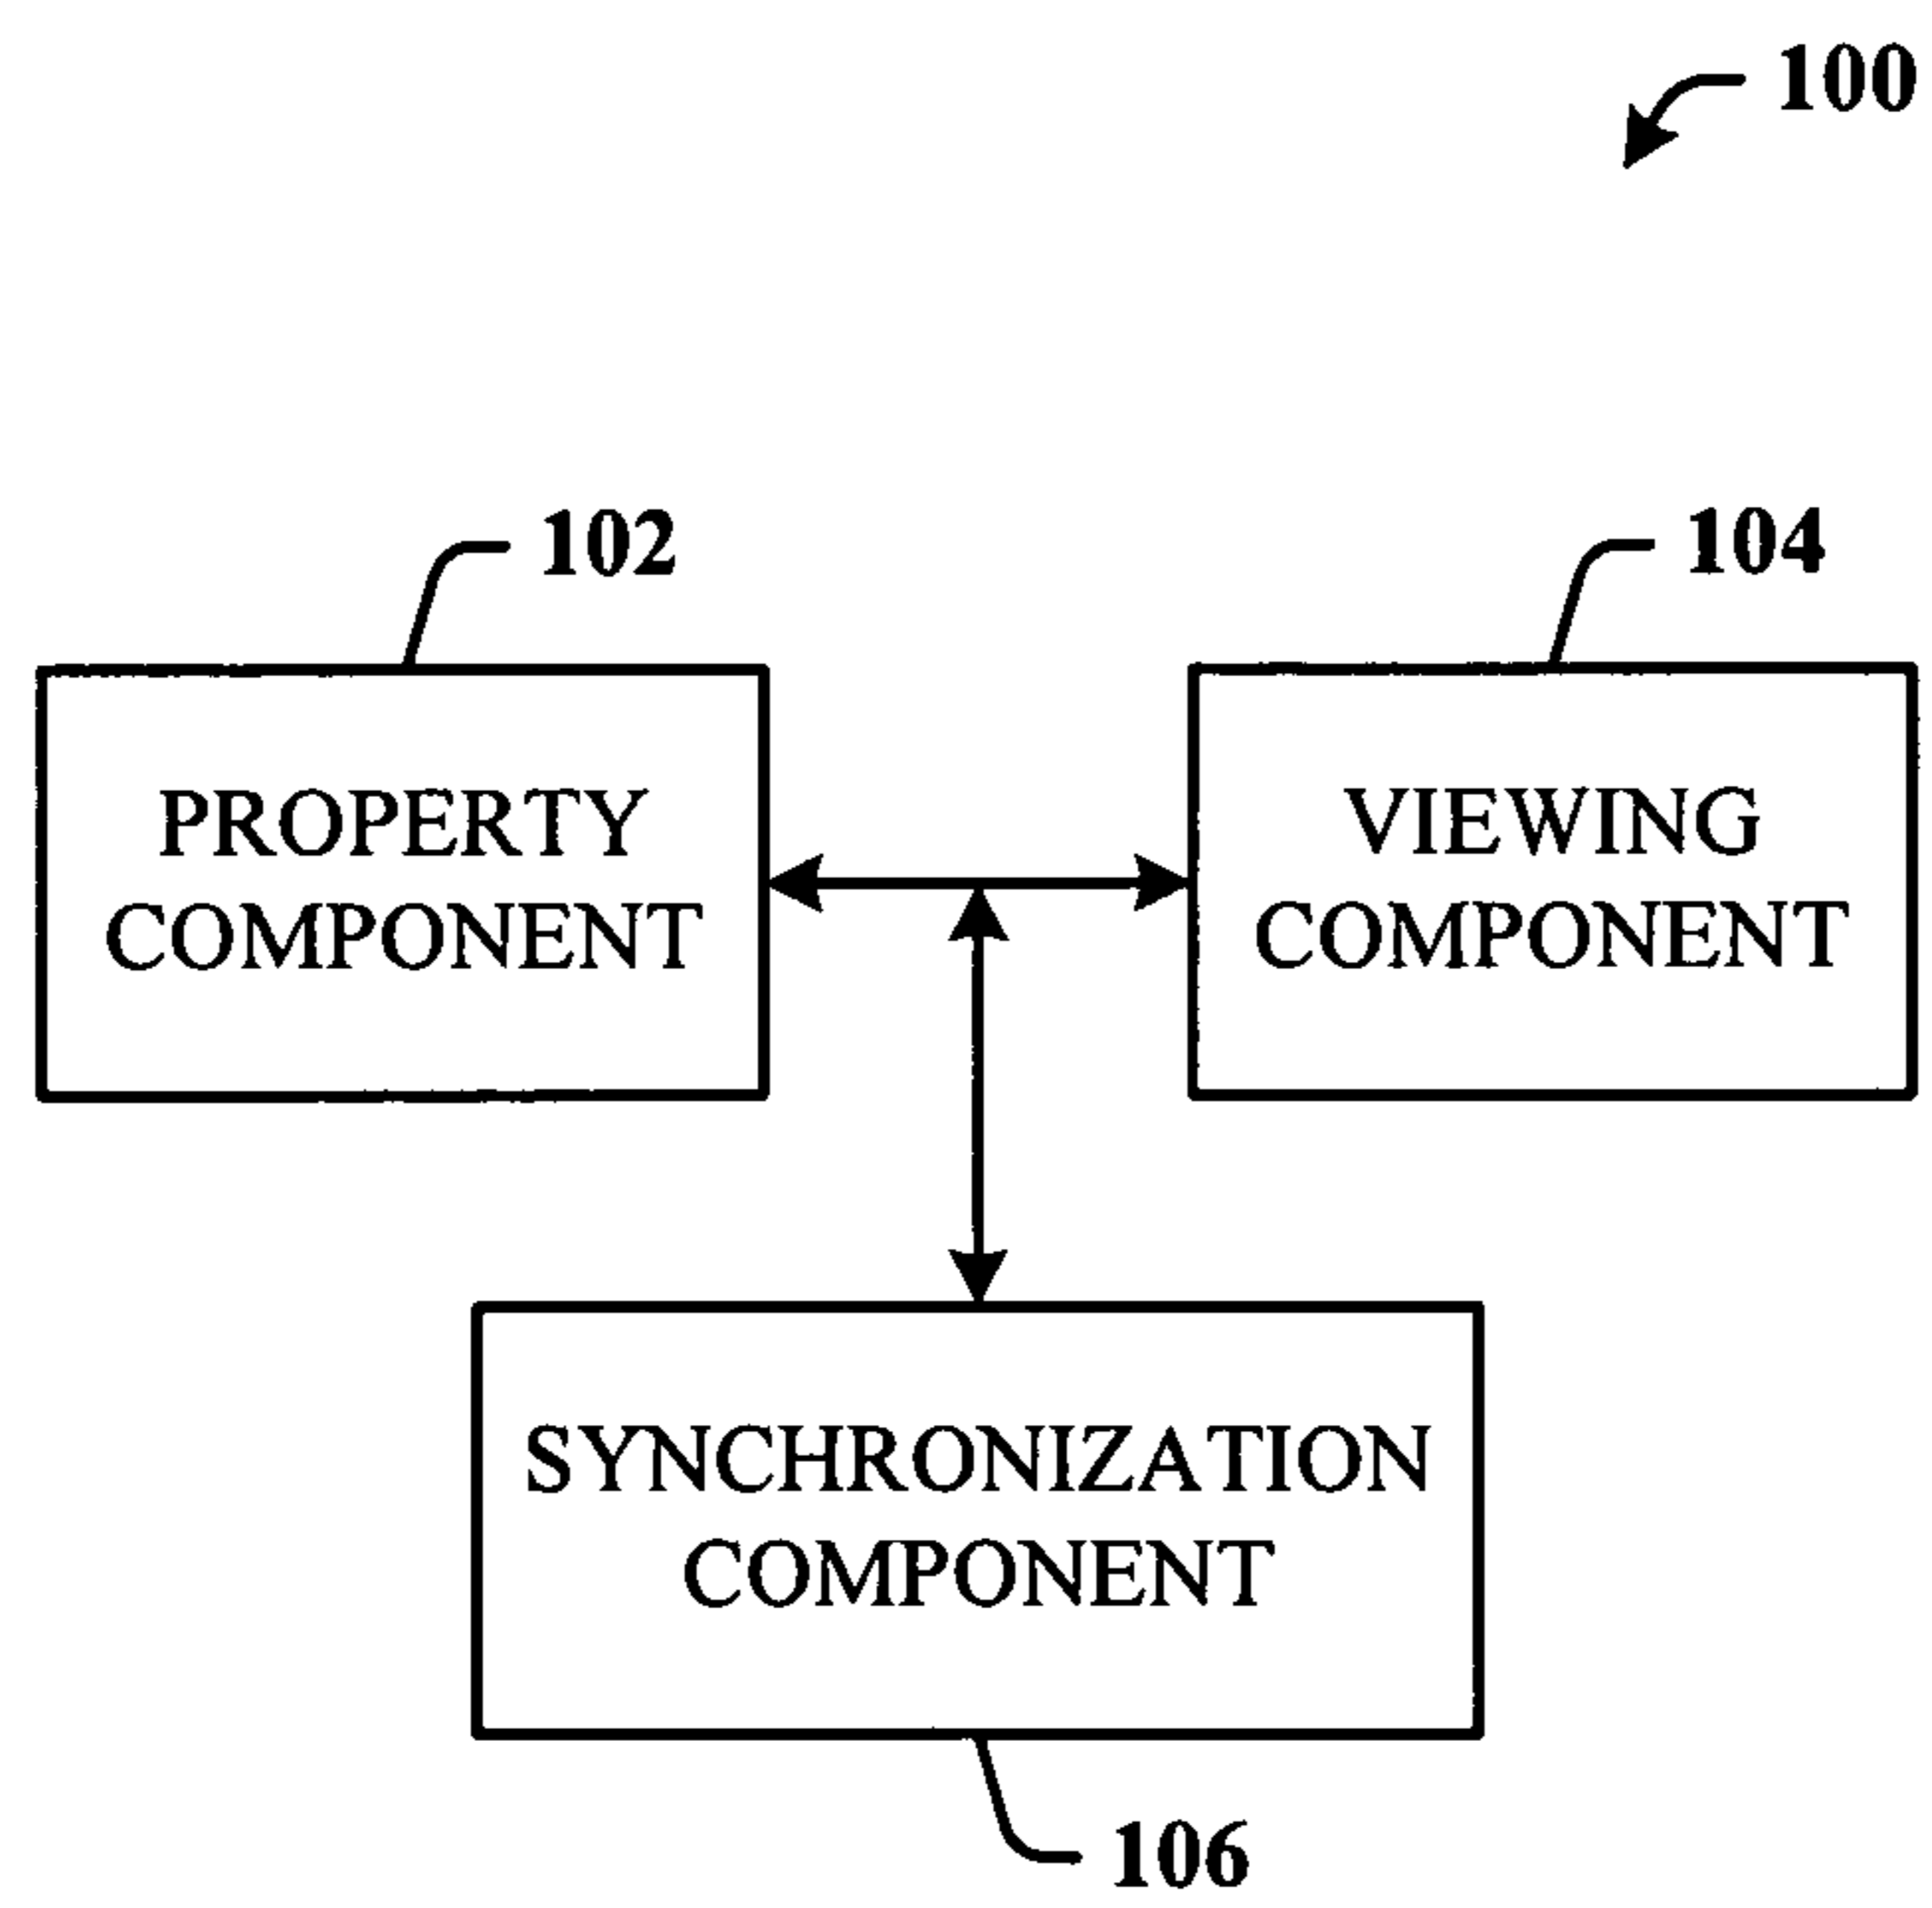 100
102
104
PROPERTY
COMPONENT
VIEWING
COMPONENT
SYNCHRONIZATION
COMPONENT
106